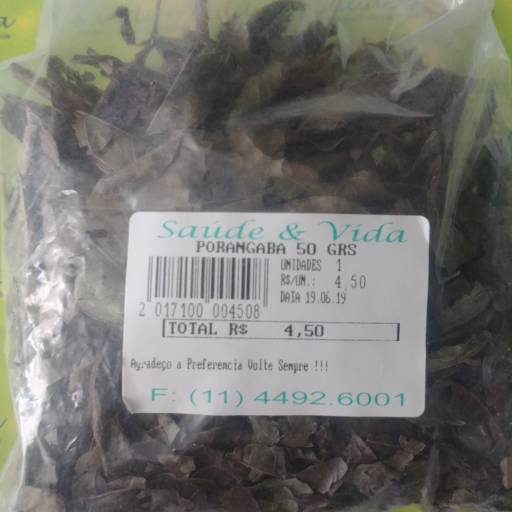 Saúde & Vida
PORANGABA 50 GRS
UNIDADES 1
R$/UN.: 4,50
DATA 19.06.19
2 017100 004508
TOTAL R$ 4,50
Agradeço a Preferencia Volte Sempre !!!
F: (11) 4492.6001